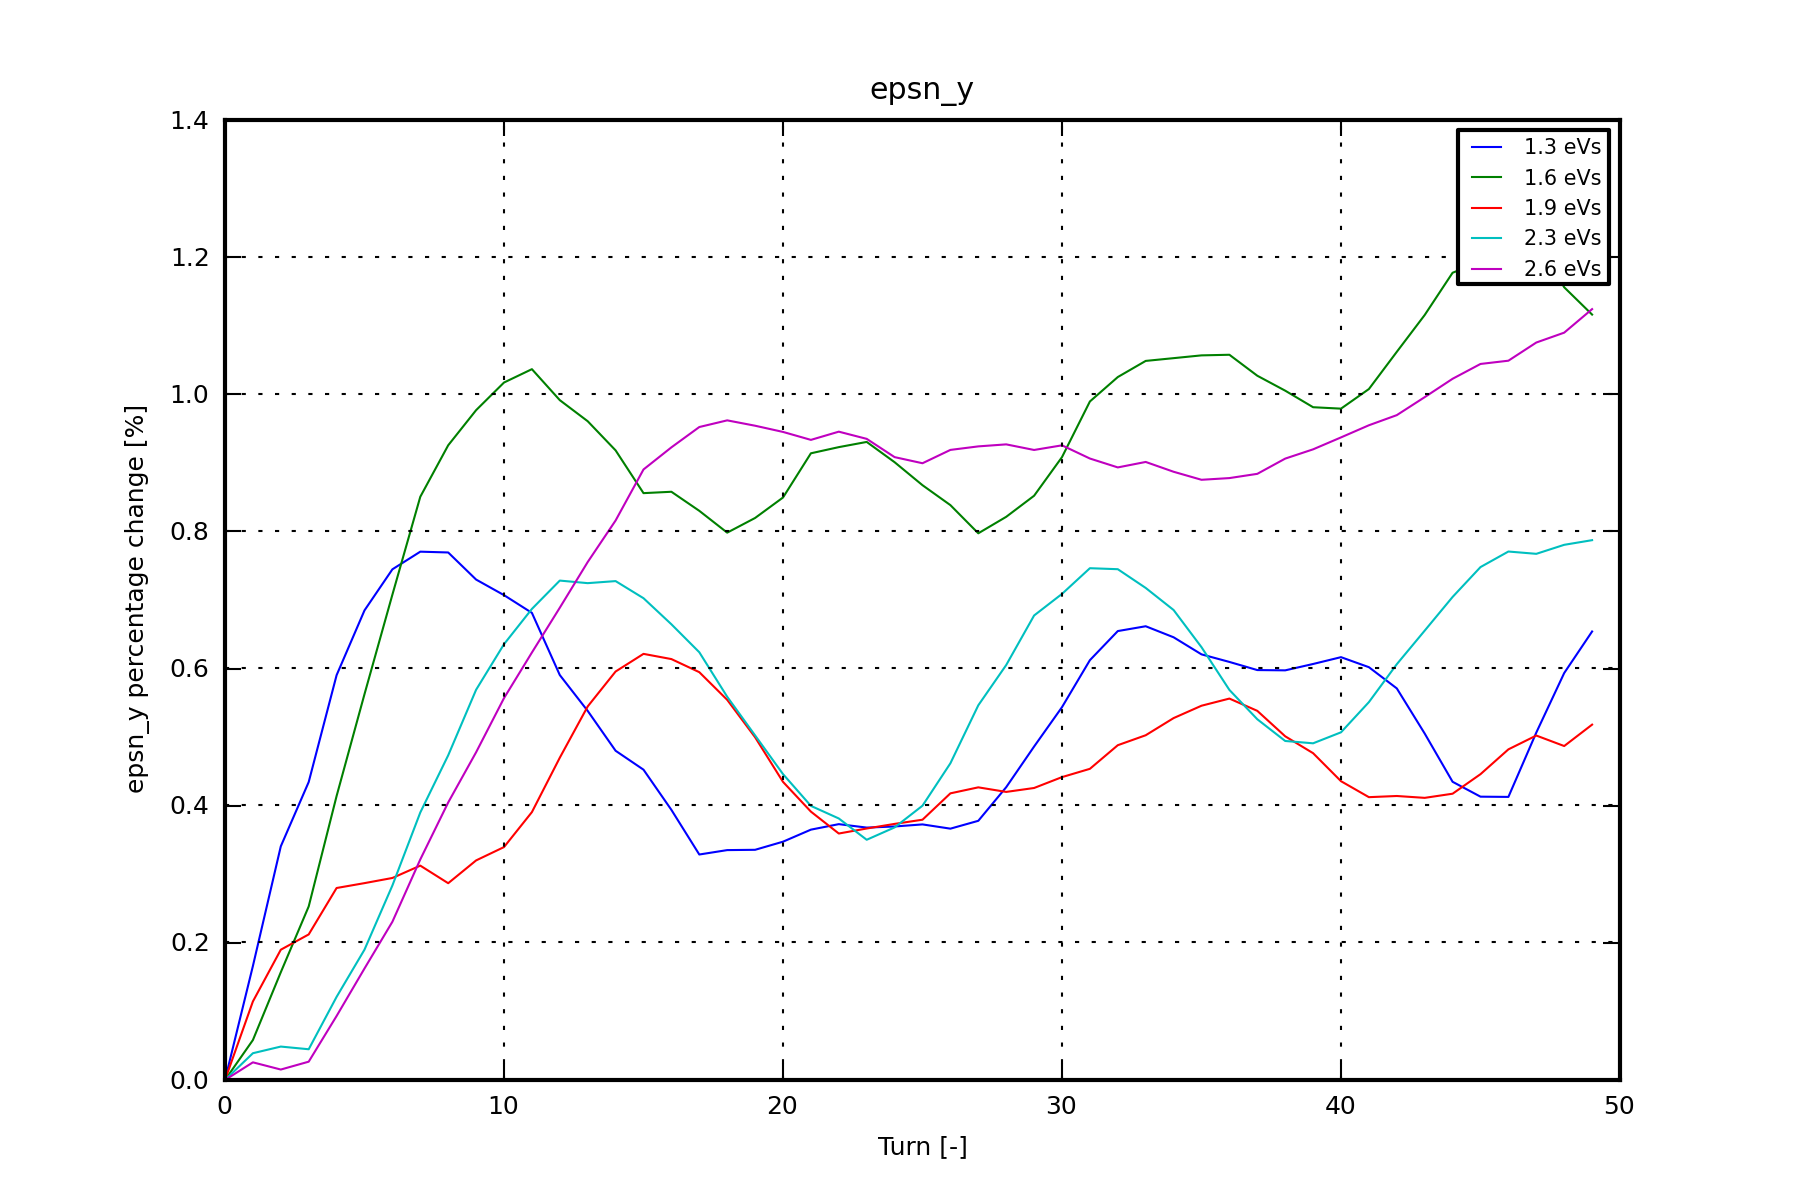 epsn_y
1.4
1.2
1.0
0.8
0.6
0.4
0.2
0.0
epsn_y percentage change [%]
1.3 eVs
1.6 eVs
1.9 eVs
2.3 eVs
2.6 eVs
0 10 20 30 40 50
Turn [-]